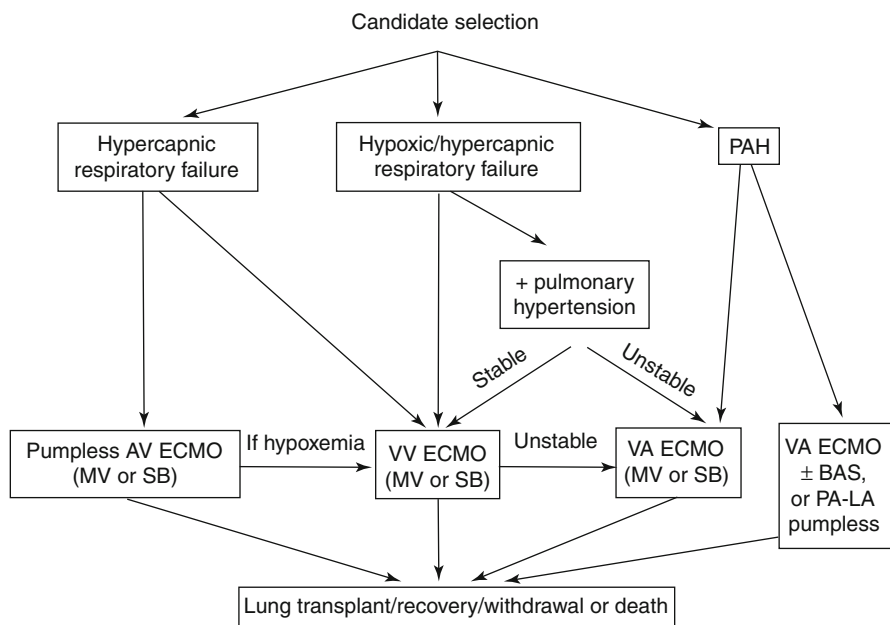 Candidate selection
Hypercapnic
respiratory failure
Hypoxic/hypercapnic
respiratory failure
PAH
+ pulmonary
hypertension
Stable
Unstable
Pumpless AV ECMO
(MV or SB)
If hypoxemia
VV ECMO
(MV or SB)
Unstable
VA ECMO
(MV or SB)
VA ECMO
± BAS,
or PA-LA
pumpless
Lung transplant/recovery/withdrawal or death